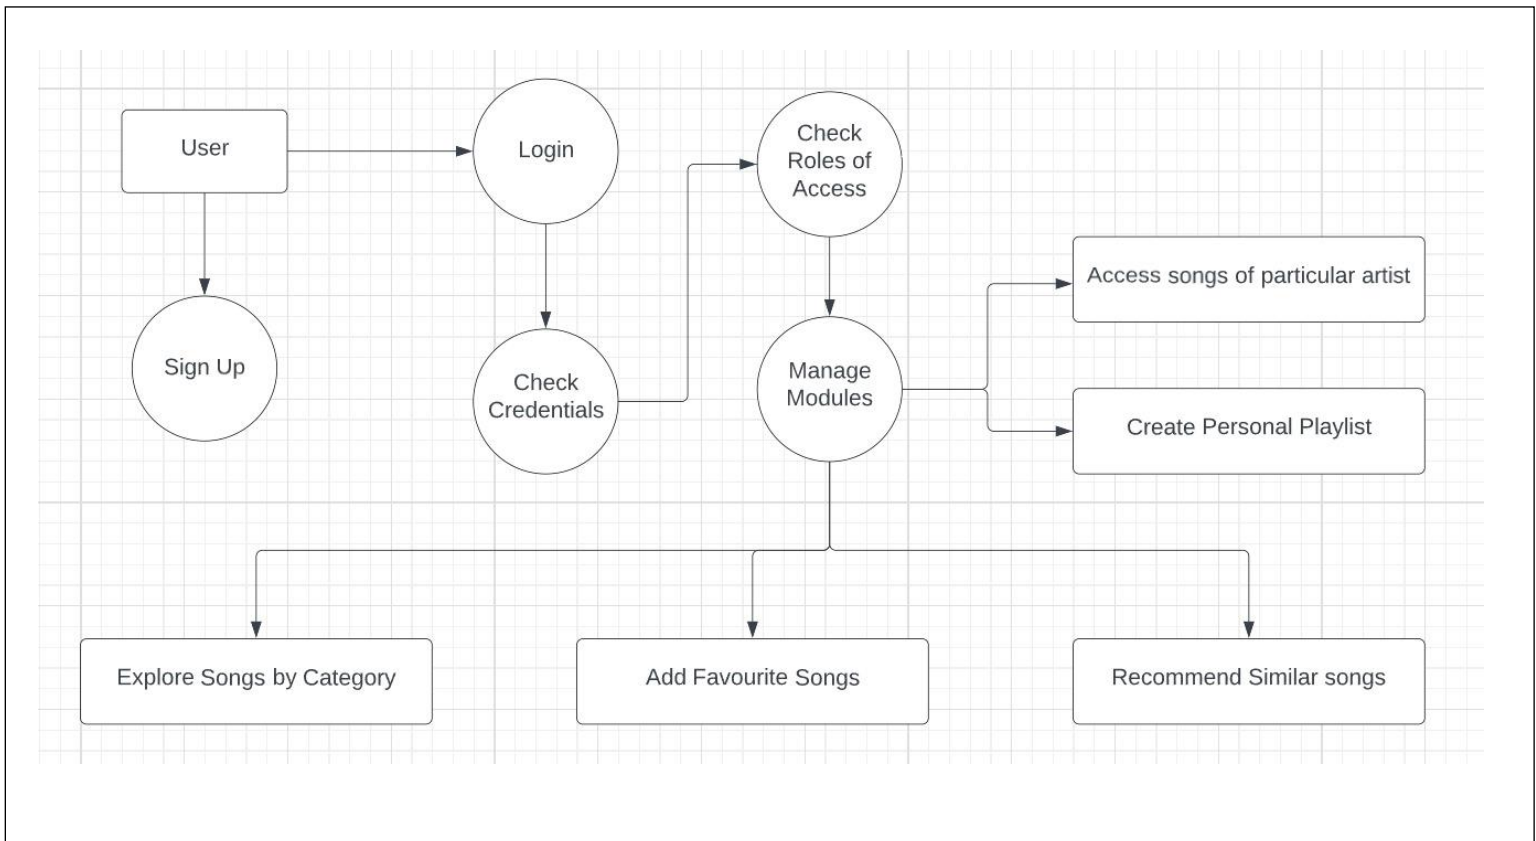 User
Login
Check
Roles of
Access
Access songs of particular artist
Sign Up
Check
Credentials
Manage
Modules
Create Personal Playlist
Explore Songs by Category
Add Favourite Songs
Recommend Similar songs